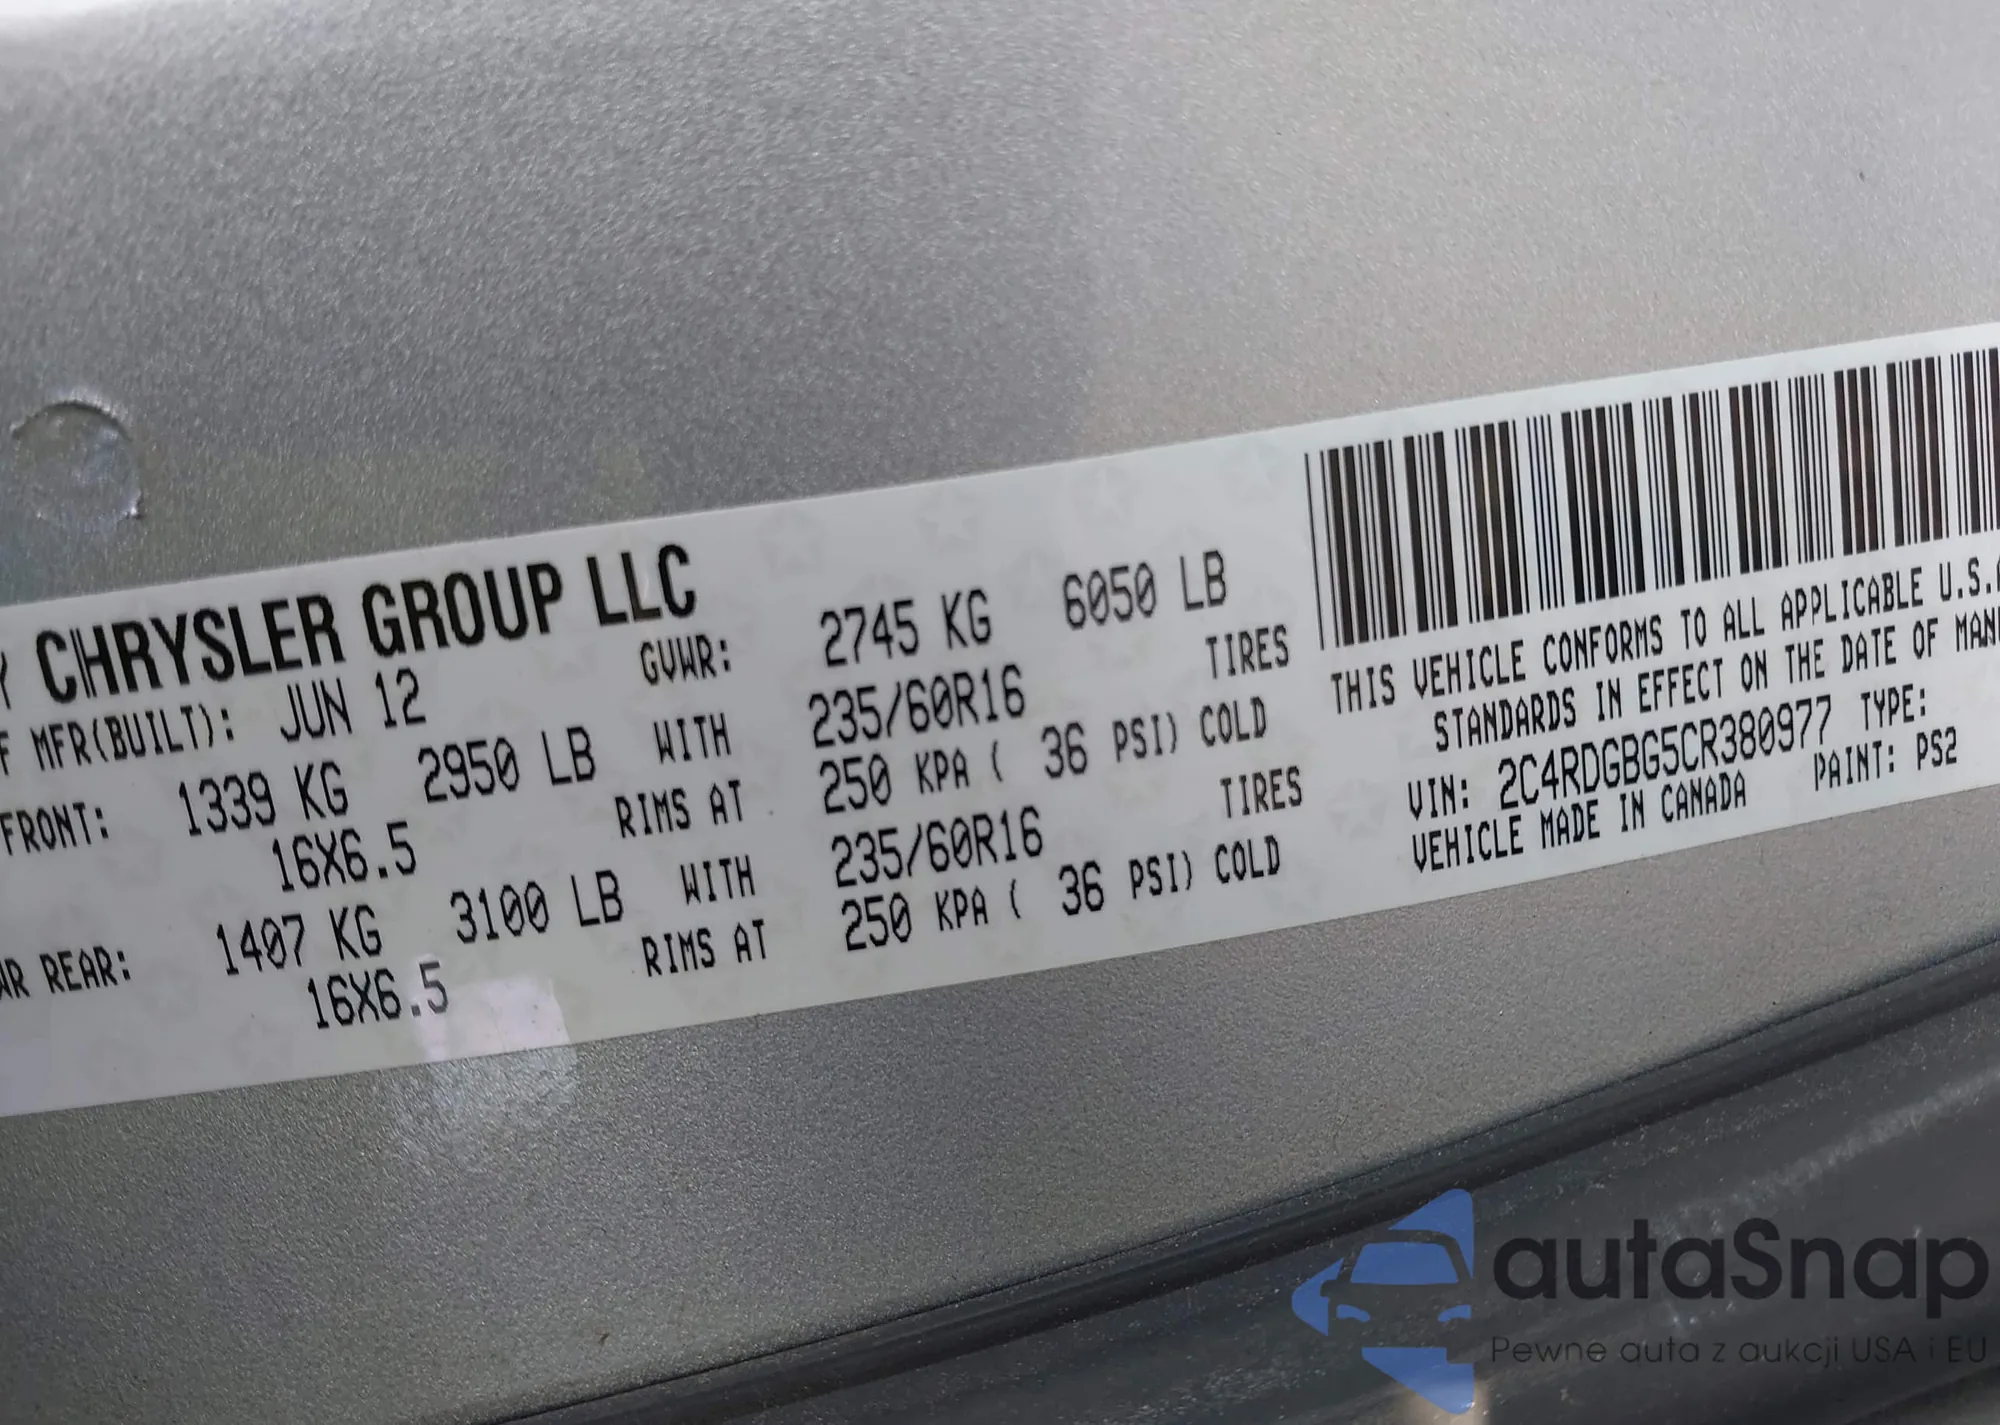 CHRYSLER GROUP LLC
MFR(BUILT): JUN 12 GVWR: 2745 KG 6050 LB
FRONT: 1339 KG 2950 LB WITH 235/60R16 TIRES
16X6.5 RIMS AT 250 KPA ( 36 PSI) COLD
REAR: 1407 KG 3100 LB WITH 235/60R16 TIRES
16X6.5 RIMS AT 250 KPA ( 36 PSI) COLD
THIS VEHICLE CONFORMS TO ALL APPLICABLE U.S.
STANDARDS IN EFFECT ON THE DATE OF MAN
VIN: 2C4RDGBG5CR380977 TYPE:
VEHICLE MADE IN CANADA PAINT: PS2
autaSnap
Pewne auta z aukcji USA i EU